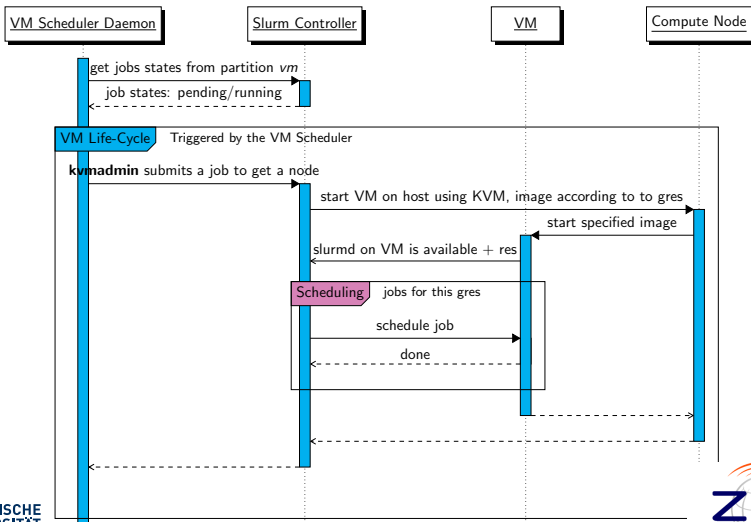 VM Scheduler Daemon
Slurm Controller
VM
Compute Node
get jobs states from partition vm
job states: pending/running
VM Life-Cycle
Triggered by the VM Scheduler
kvmadmin submits a job to get a node
start VM on host using KVM, image according to to gres
start specified image
slurmd on VM is available + res
Scheduling
jobs for this gres
schedule job
done
Z